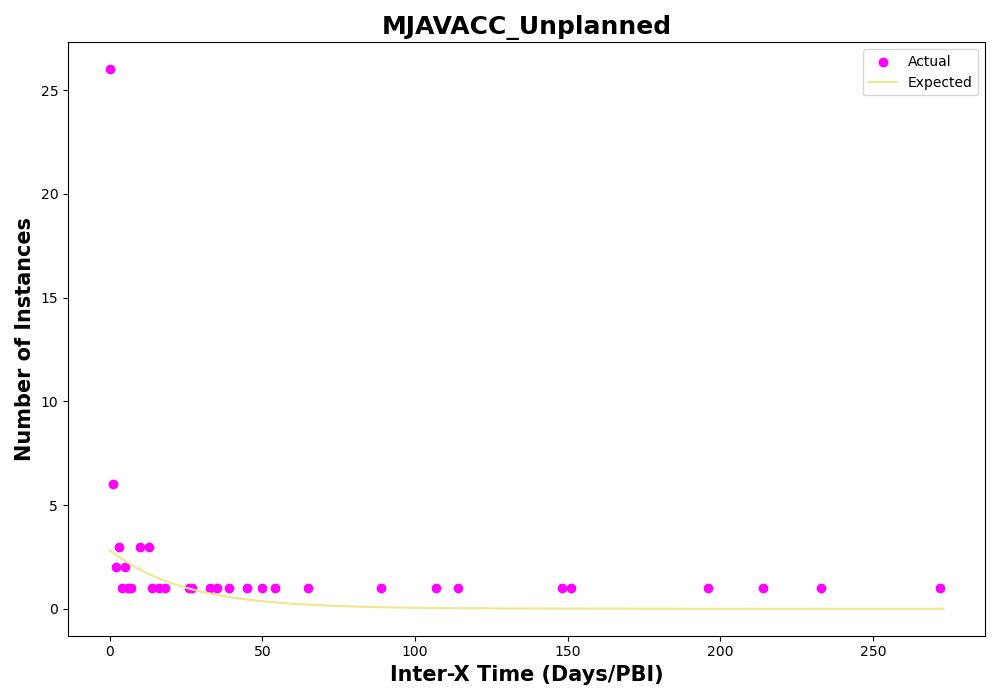 MJAVACC_Unplanned
Actual
Expected
25
20
15
10
5
0
Number of Instances
0 50 100 150 200 250
Inter-X Time (Days/PBI)